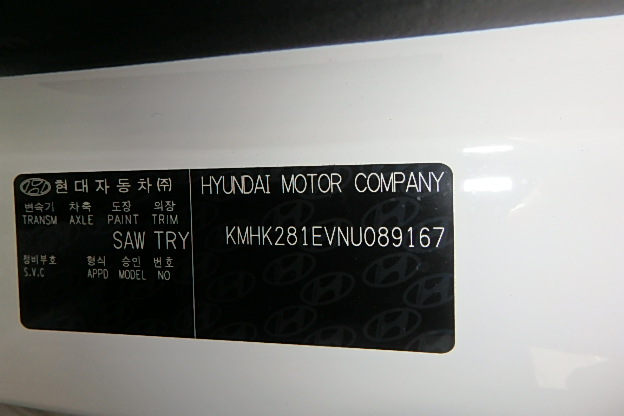 현대자동차㈜
변속기 차축 도장 의장
TRANSM AXLE PAINT TRIM
SAW TRY
정비부호 형식 승인 번호
S.V.C APPD MODEL NO
HYUNDAI MOTOR COMPANY
KMHK281EVNU089167